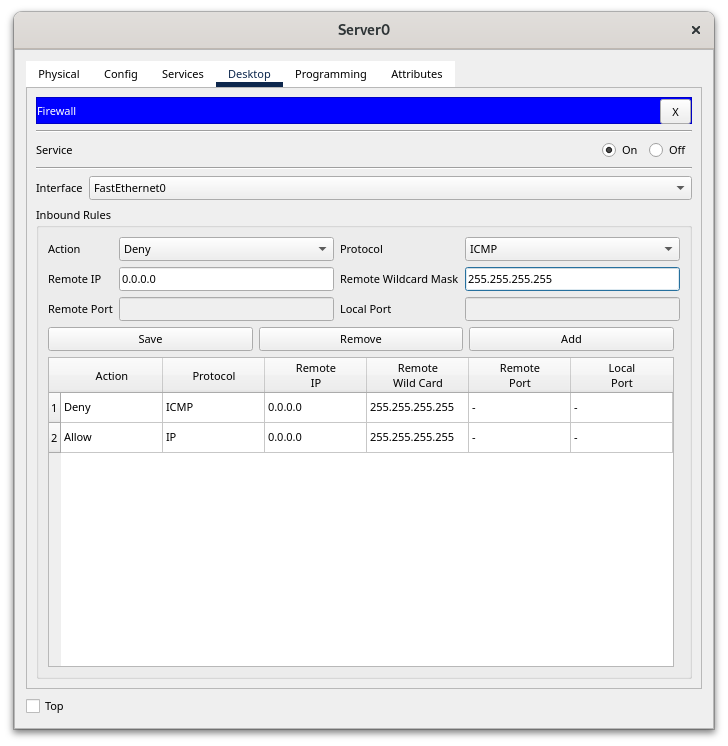 Server0
Physical Config Services Desktop Programming Attributes
Firewall X
Service On Off
Interface FastEthernet0
Inbound Rules
Action Deny Protocol ICMP
Remote IP 0.0.0.0 Remote Wildcard Mask 255.255.255.255
Remote Port Local Port
Save Remove Add
Action Protocol Remote IP Remote Wild Card Remote Port Local Port
1 Deny ICMP 0.0.0.0 255.255.255.255 - -
2 Allow IP 0.0.0.0 255.255.255.255 - -
Top